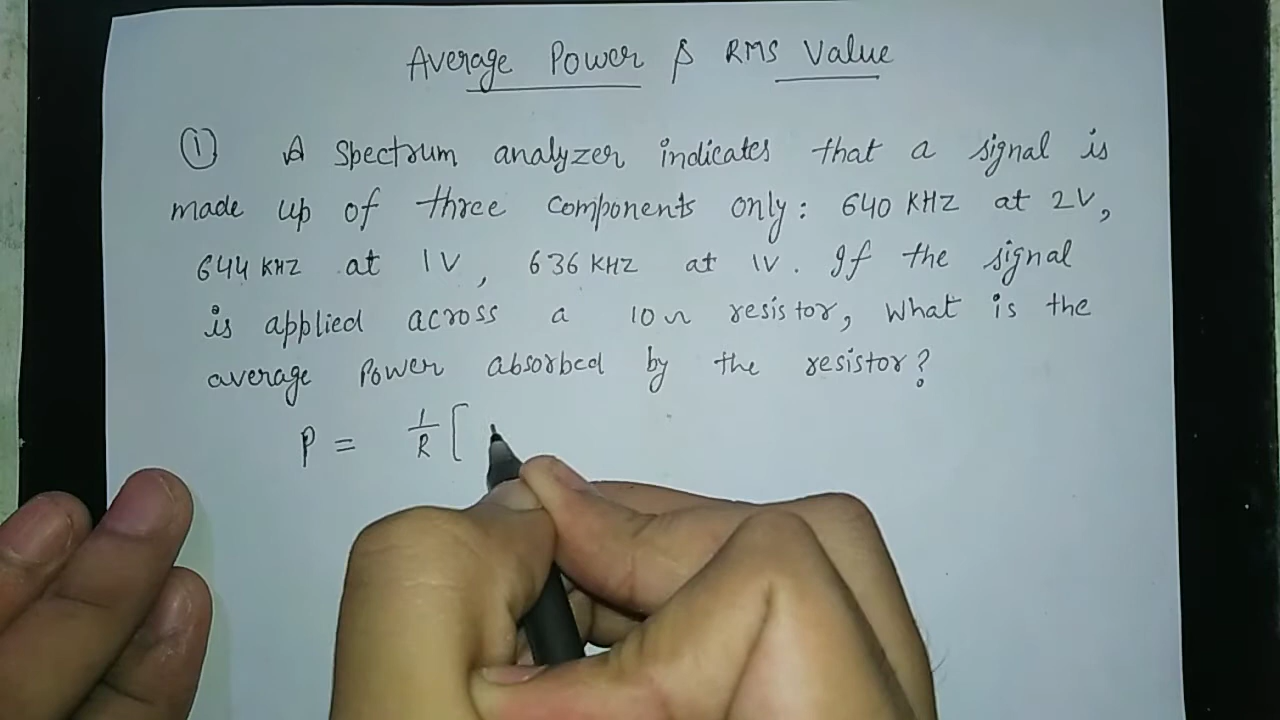 Average Power & RMS Value
① A Spectrum analyzer indicates that a signal is
made up of three components only: 640 KHZ at 2V,
644 KHZ at 1V, 636 KHZ at 1V. If the signal
is applied across a 10Ω resistor, What is the
average Power absorbed by the resistor?
P = 1/R [